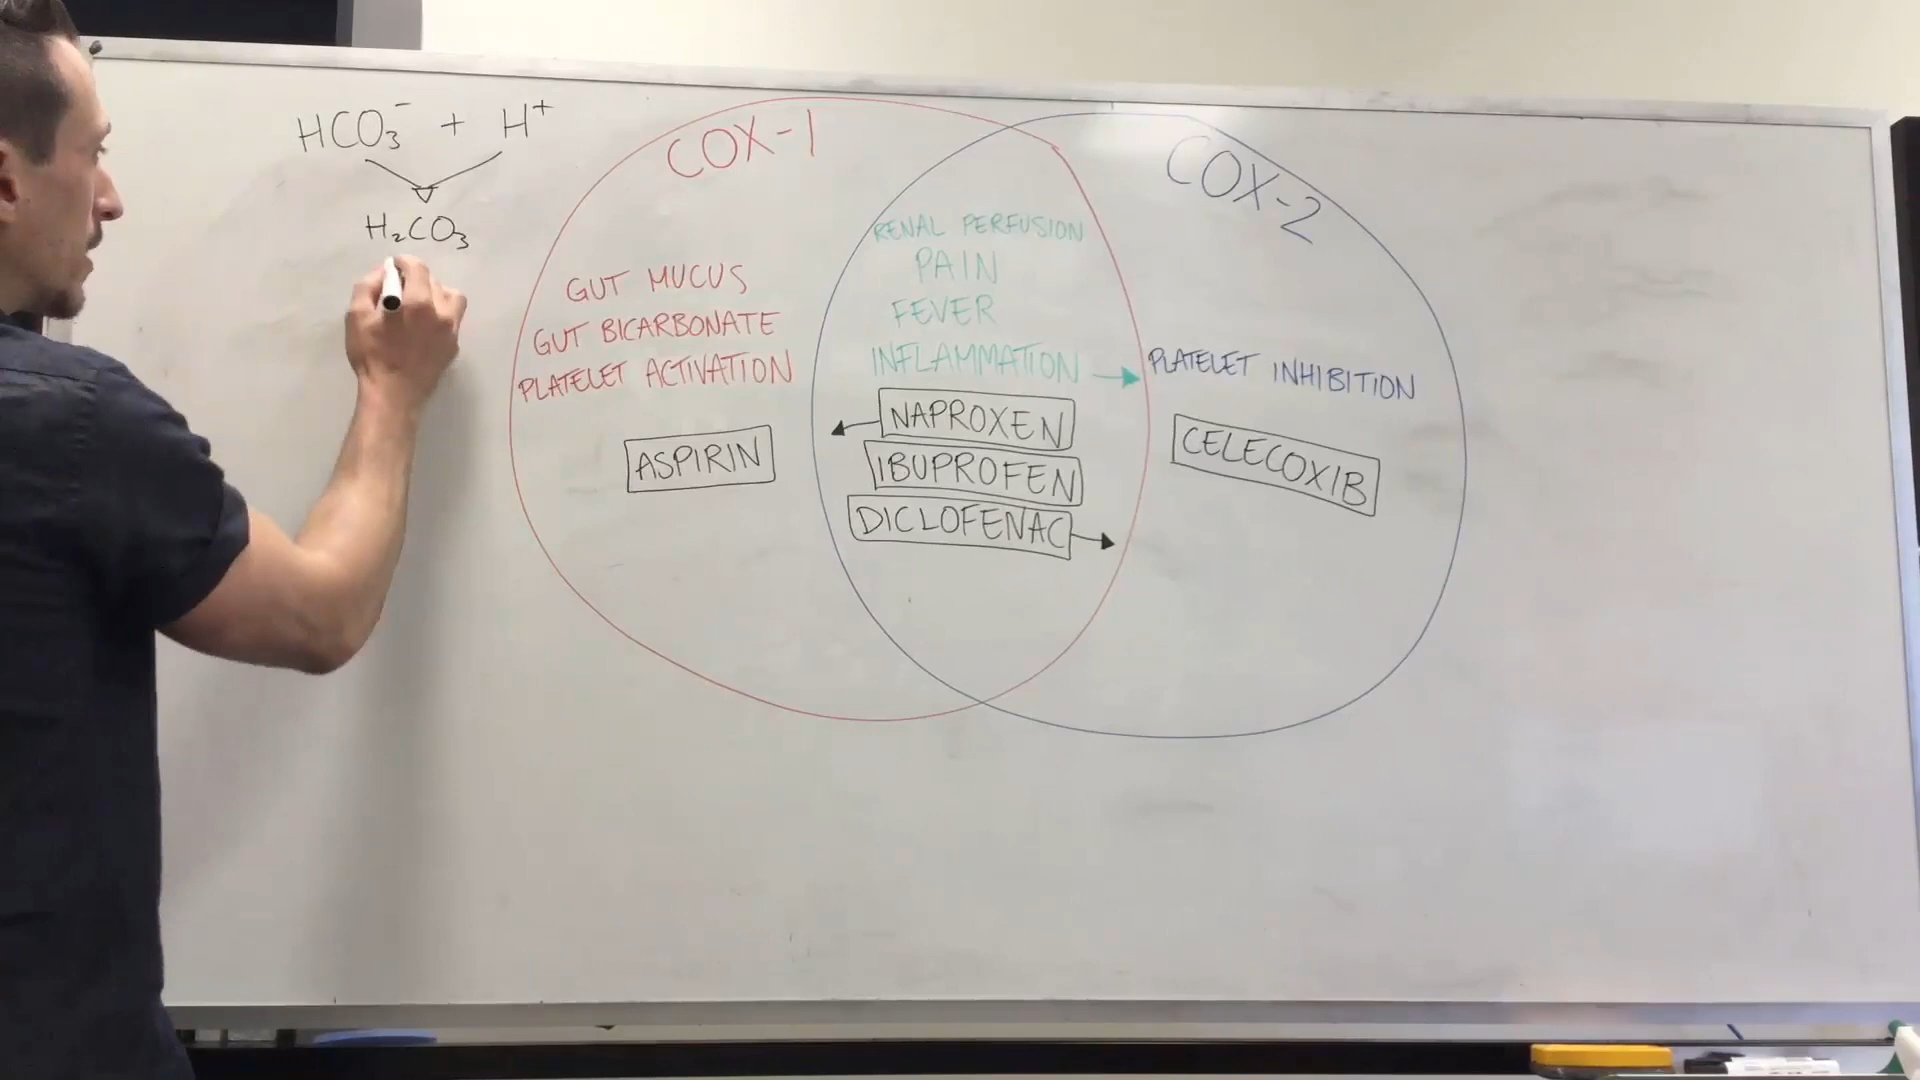 HCO₃⁻ + H⁺
H₂CO₃
COX-1
GUT MUCUS
GUT BICARBONATE
PLATELET ACTIVATION
ASPIRIN
RENAL PERFUSION
PAIN
FEVER
INFLAMMATION
NAPROXEN
IBUPROFEN
DICLOFENAC
COX-2
PLATELET INHIBITION
CELECOXIB